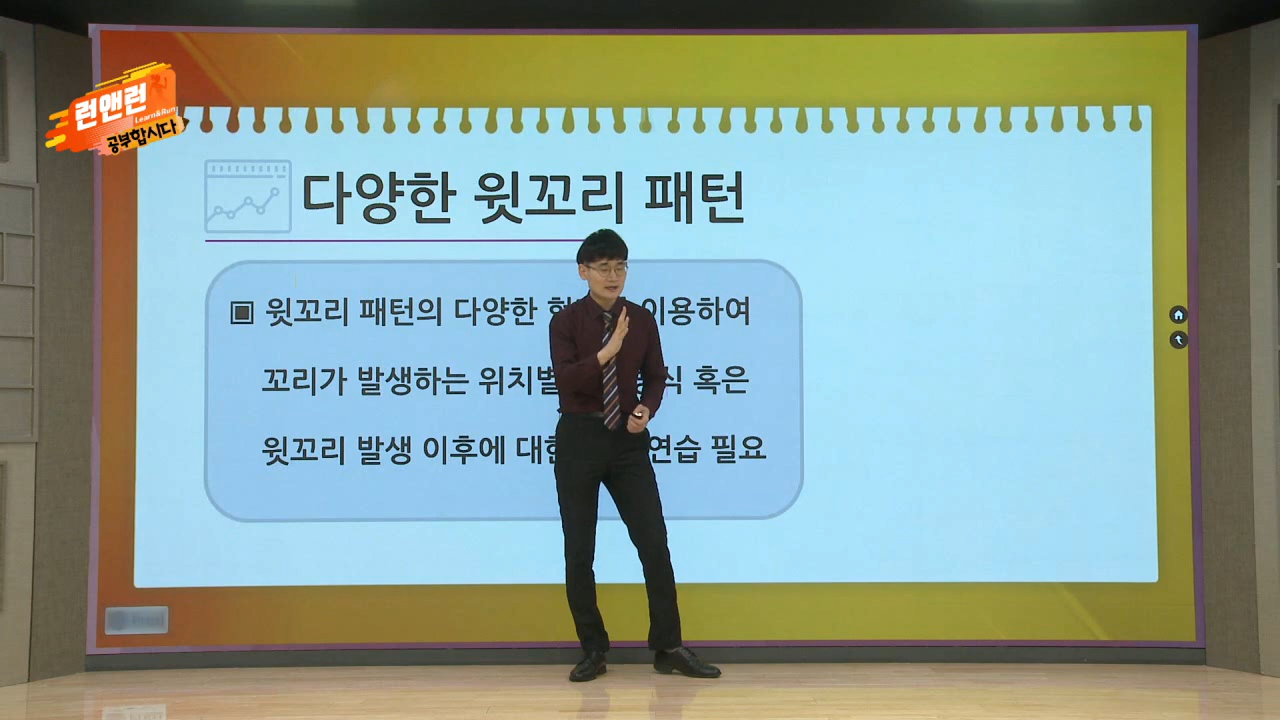 런앤런
Learn&Run
공부합시다
다양한 윗꼬리 패턴
▣ 윗꼬리 패턴의 다양한 이용하여
꼬리가 발생하는 위치별 혹은
윗꼬리 발생 이후에 연습 필요